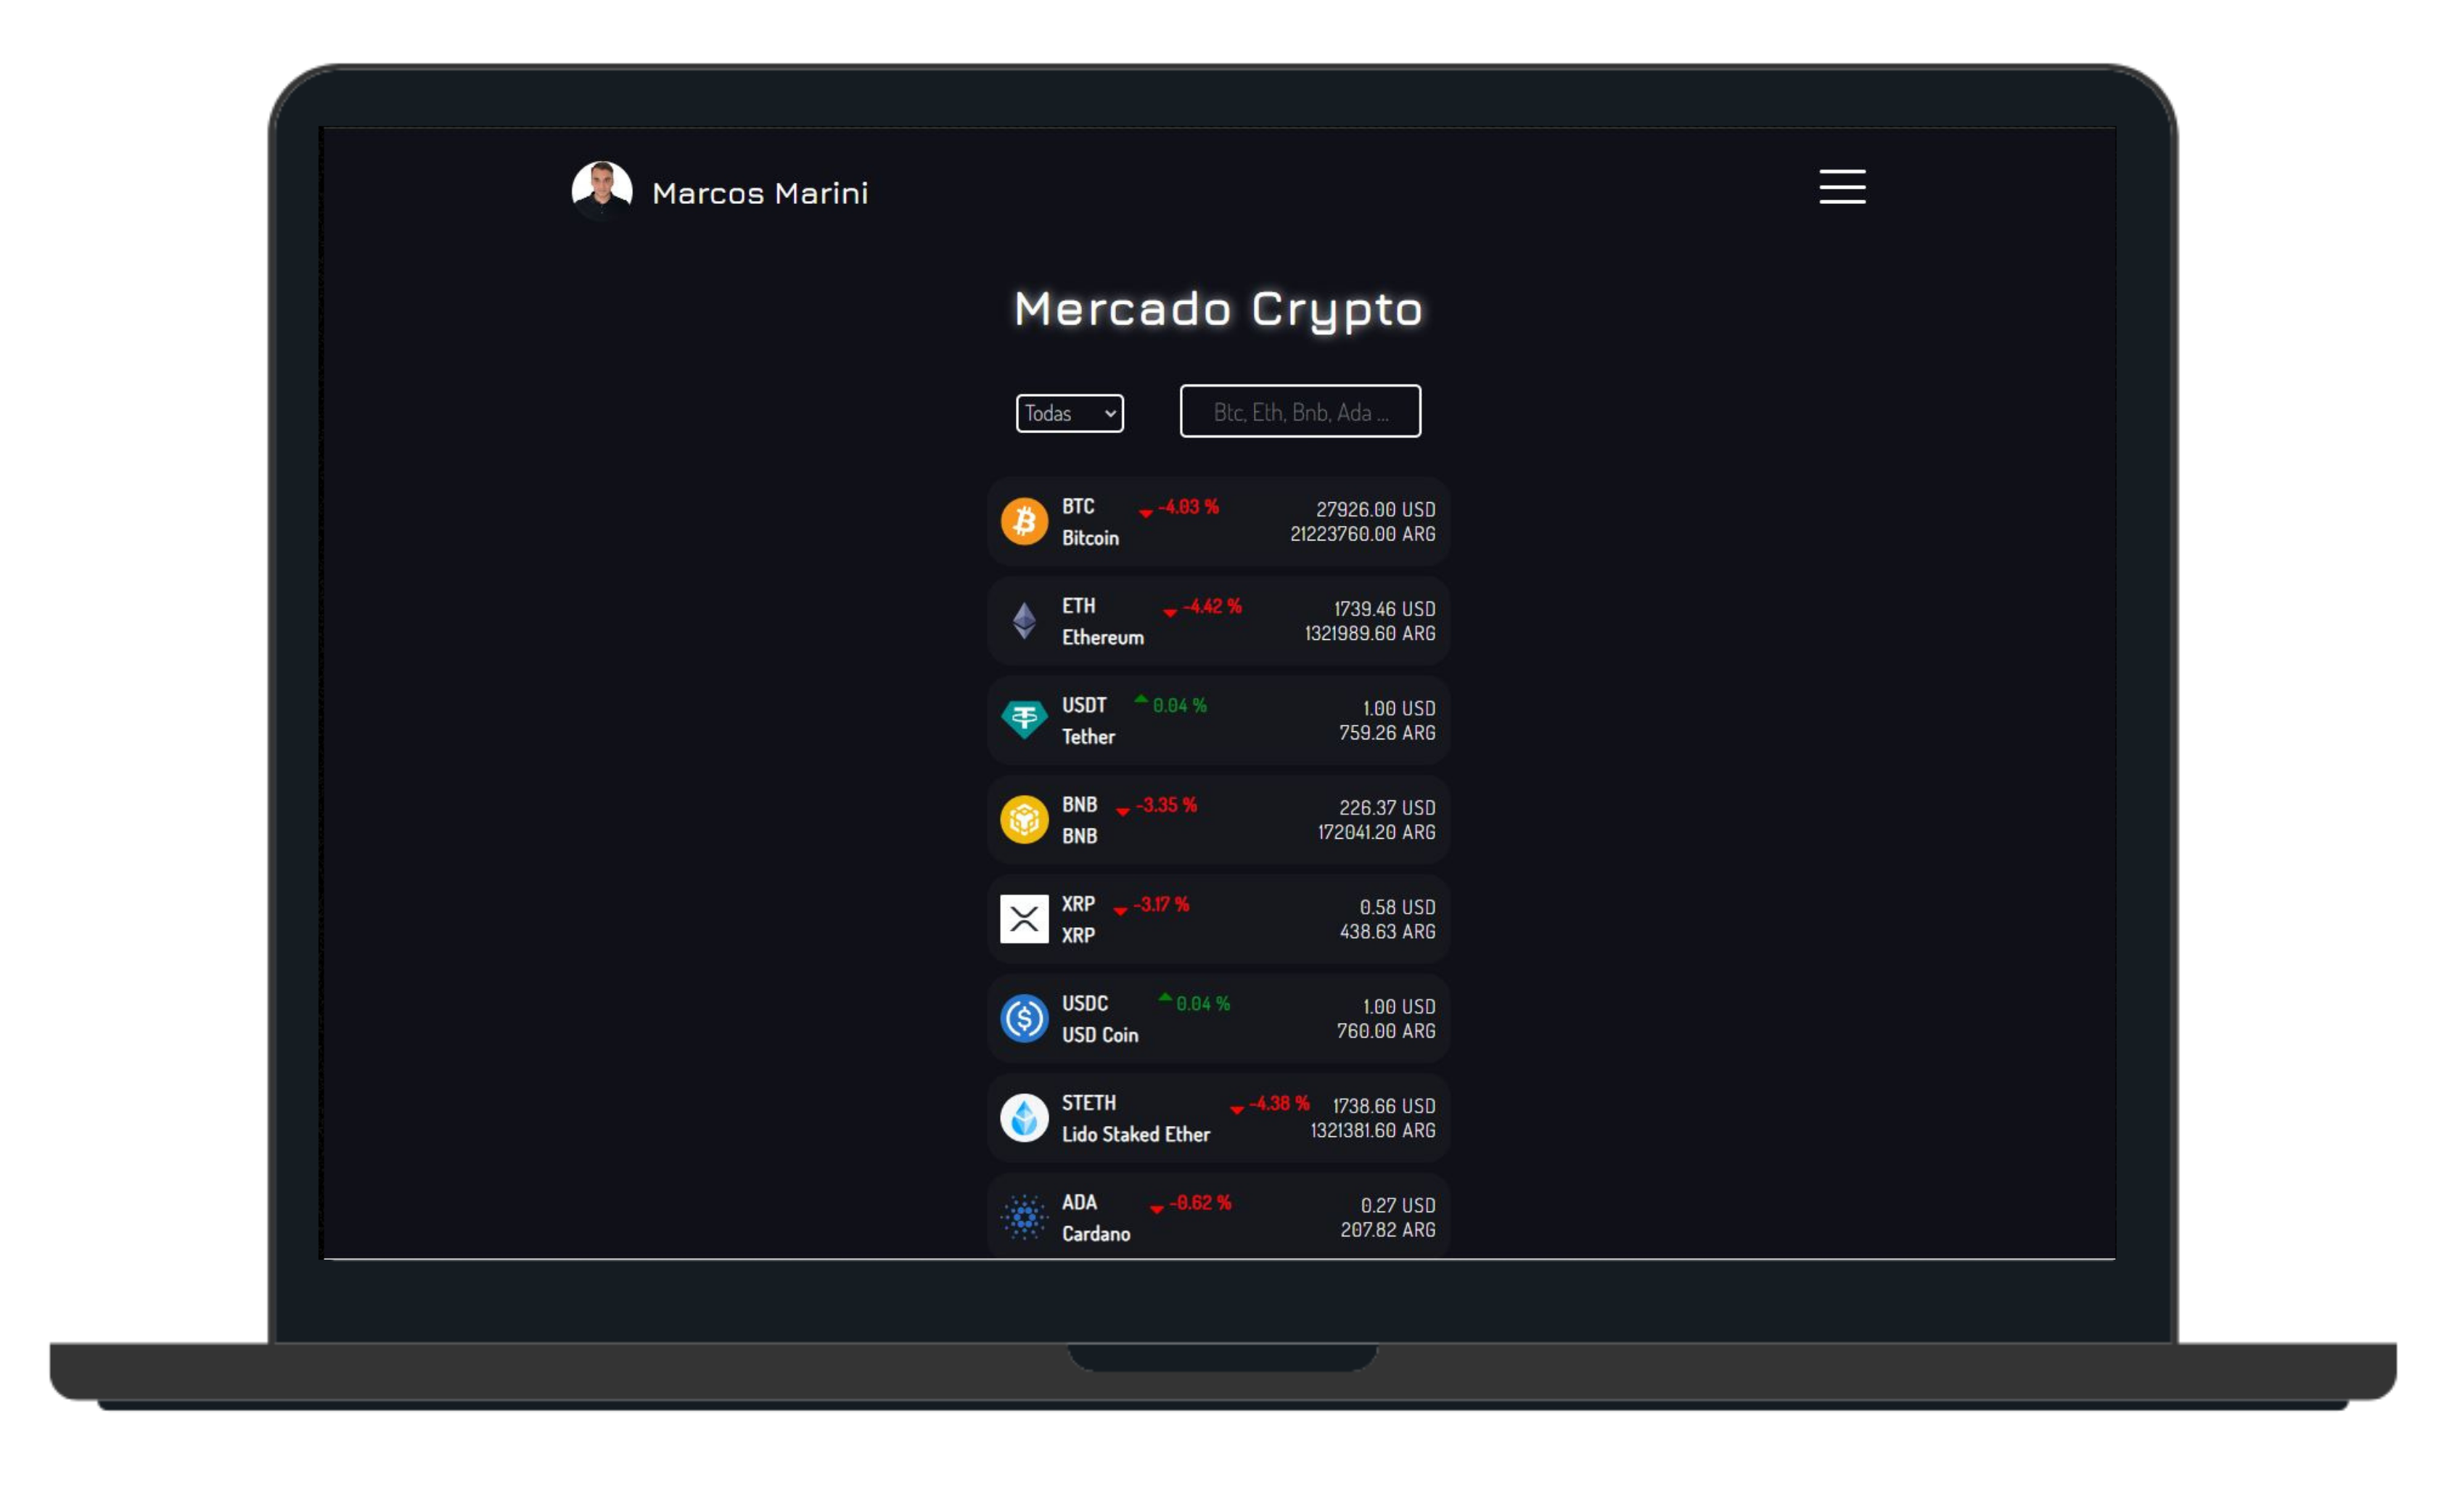 Marcos Marini
Mercado Crypto
Todas
Btc, Eth, Bnb, Ada ...
BTC -4.03 % 27926.00 USD
Bitcoin 21223760.00 ARG
ETH -4.42 % 1739.46 USD
Ethereum 1321989.60 ARG
USDT 0.04 % 1.00 USD
Tether 759.26 ARG
BNB -3.35 % 226.37 USD
BNB 172041.20 ARG
XRP -3.17 % 0.58 USD
XRP 438.63 ARG
USDC 0.04 % 1.00 USD
USD Coin 760.00 ARG
STETH -4.38 % 1738.66 USD
Lido Staked Ether 1321381.60 ARG
ADA -0.62 % 0.27 USD
Cardano 207.82 ARG